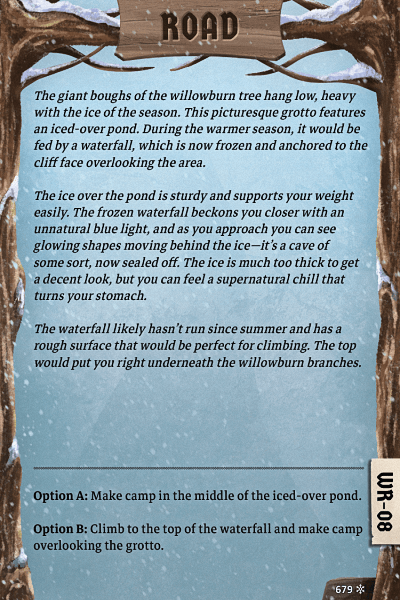 ROAD
The giant boughs of the willowburn tree hang low, heavy
with the ice of the season. This picturesque grotto features
an iced-over pond. During the warmer season, it would be
fed by a waterfall, which is now frozen and anchored to the
cliff face overlooking the area.
The ice over the pond is sturdy and supports your weight
easily. The frozen waterfall beckons you closer with an
unnatural blue light, and as you approach you can see
glowing shapes moving behind the ice—it's a cave of
some sort, now sealed off. The ice is much too thick to get
a decent look, but you can feel a supernatural chill that
turns your stomach.
The waterfall likely hasn't run since summer and has a
rough surface that would be perfect for climbing. The top
would put you right underneath the willowburn branches.
Option A: Make camp in the middle of the iced-over pond.
Option B: Climb to the top of the waterfall and make camp
overlooking the grotto.
WR-08
679